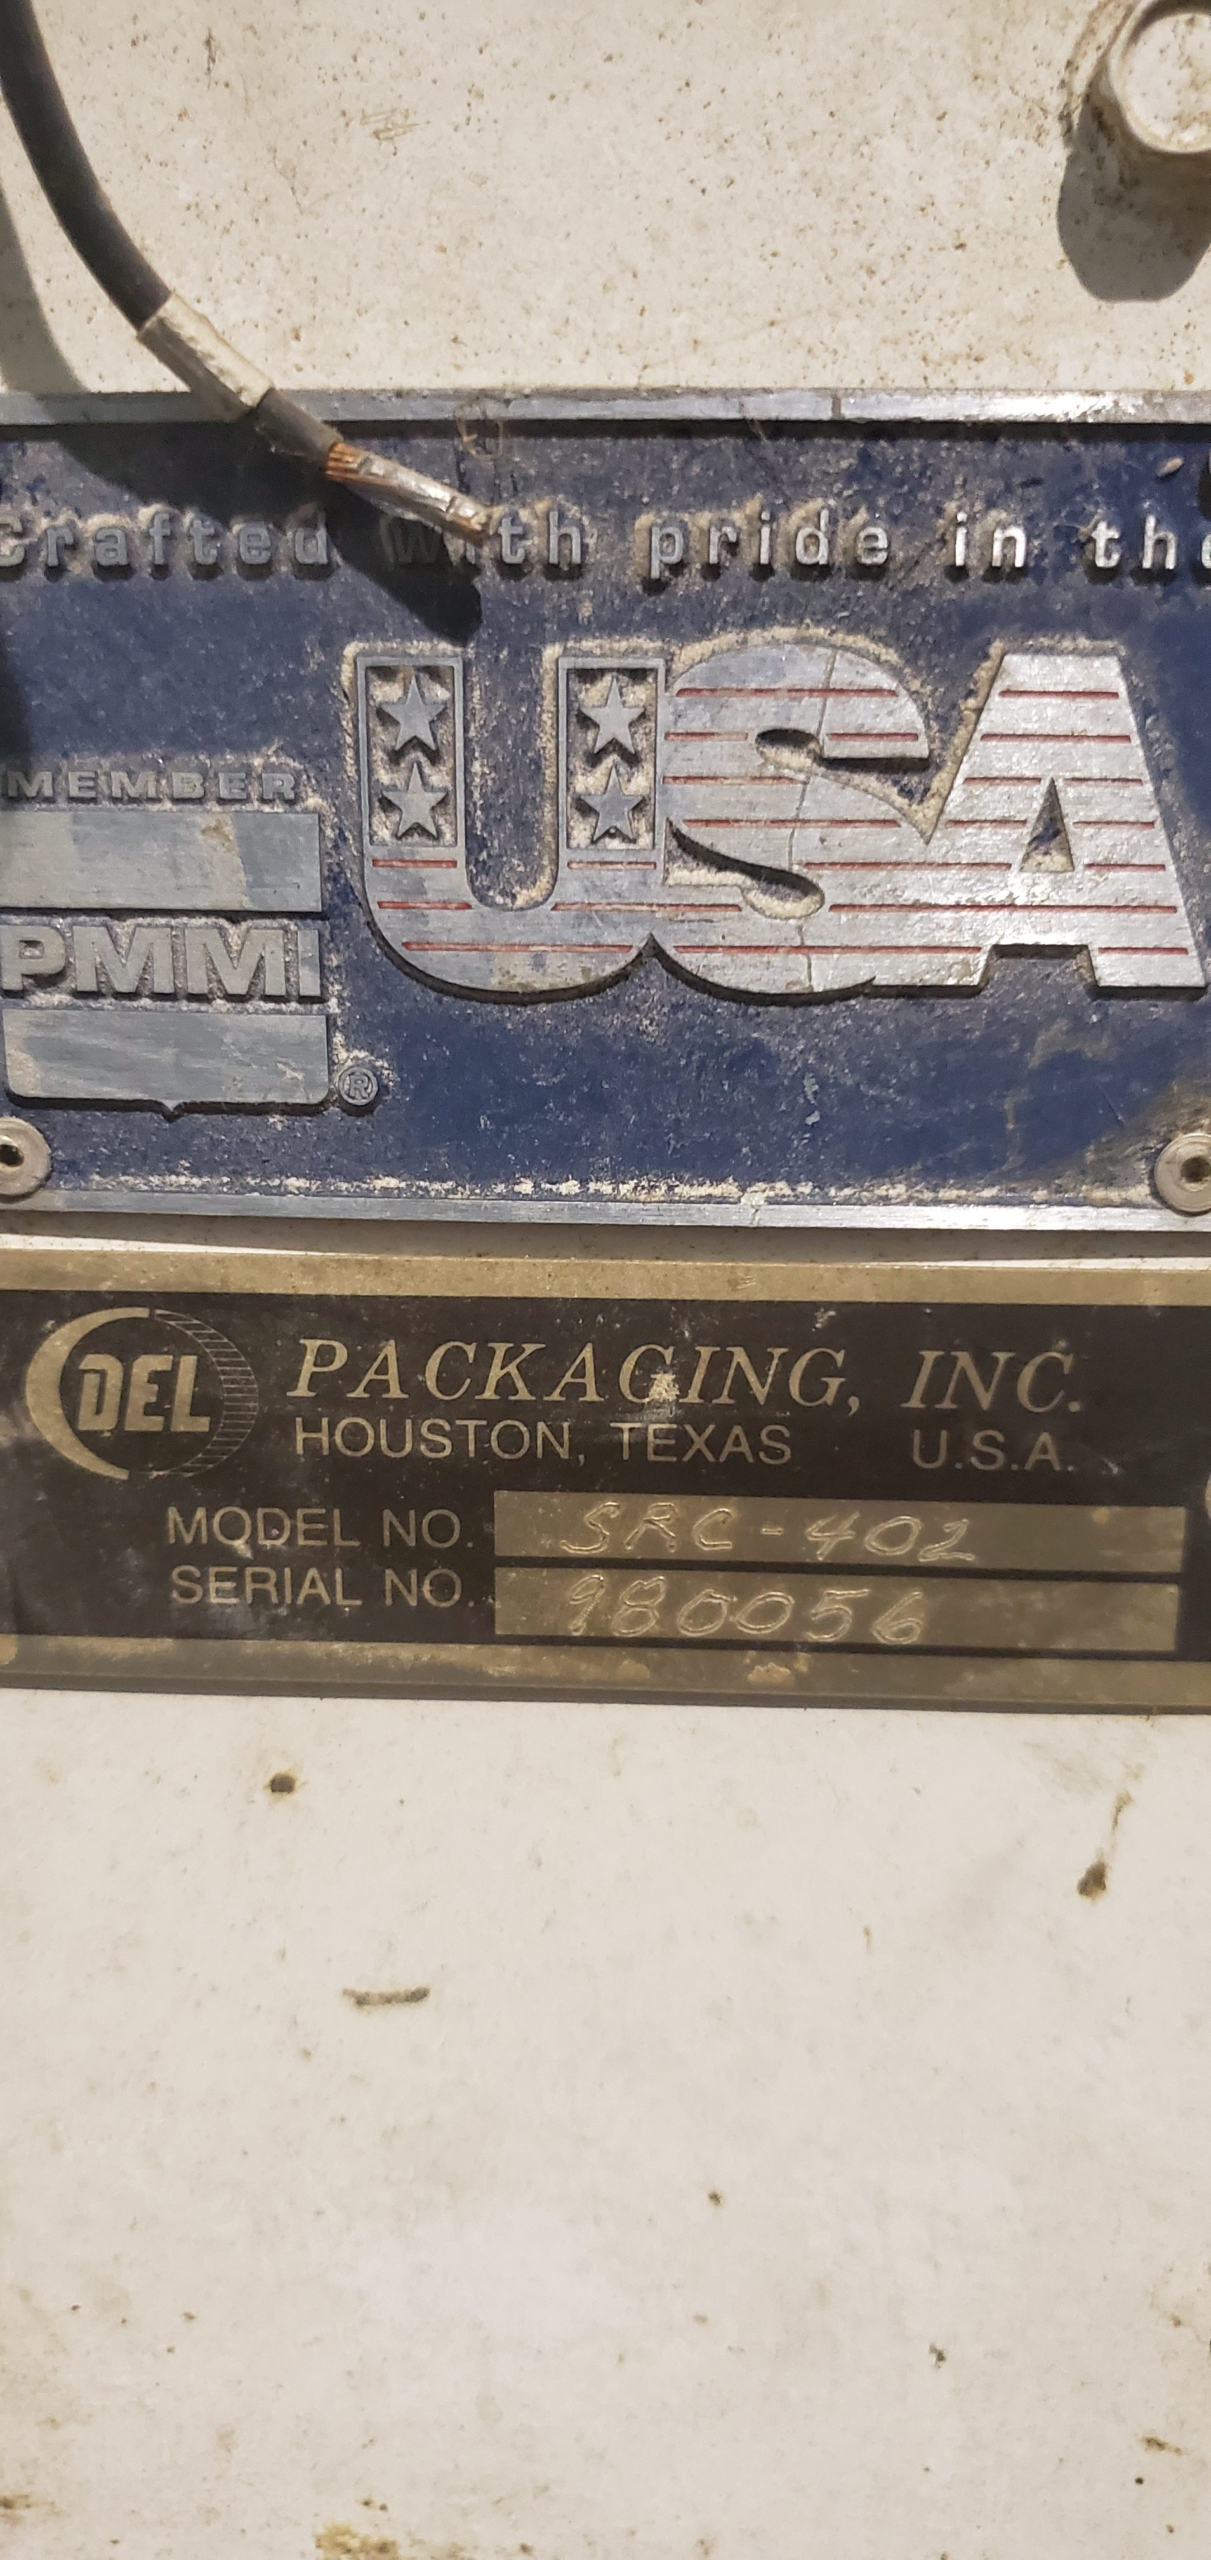 Crafted with pride in the
USA
MEMBER
PMMI
®
DEL PACKAGING, INC.
HOUSTON, TEXAS U.S.A.
MODEL NO. SRC-402
SERIAL NO. 980056